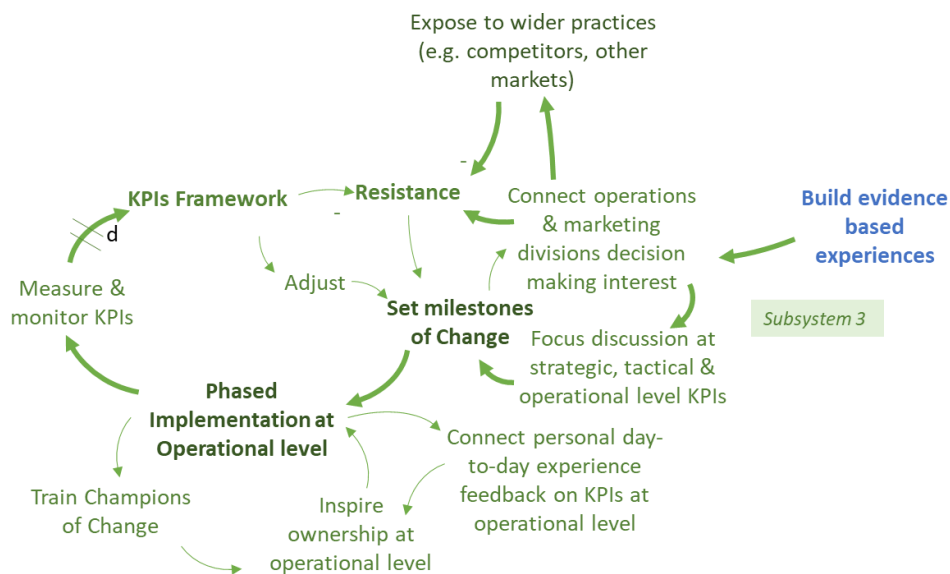 Expose to wider practices
(e.g. competitors, other
markets)
-
KPIs Framework
Resistance
-
Connect operations
& marketing
divisions decision
making interest
Build evidence
based
experiences
d
Adjust
Measure &
monitor KPIs
Set milestones
of Change
Subsystem 3
Focus discussion at
strategic, tactical &
operational level KPIs
Phased
Implementation at
Operational level
Connect personal day-
to-day experience
feedback on KPIs at
operational level
Train Champions
of Change
Inspire
ownership at
operational level